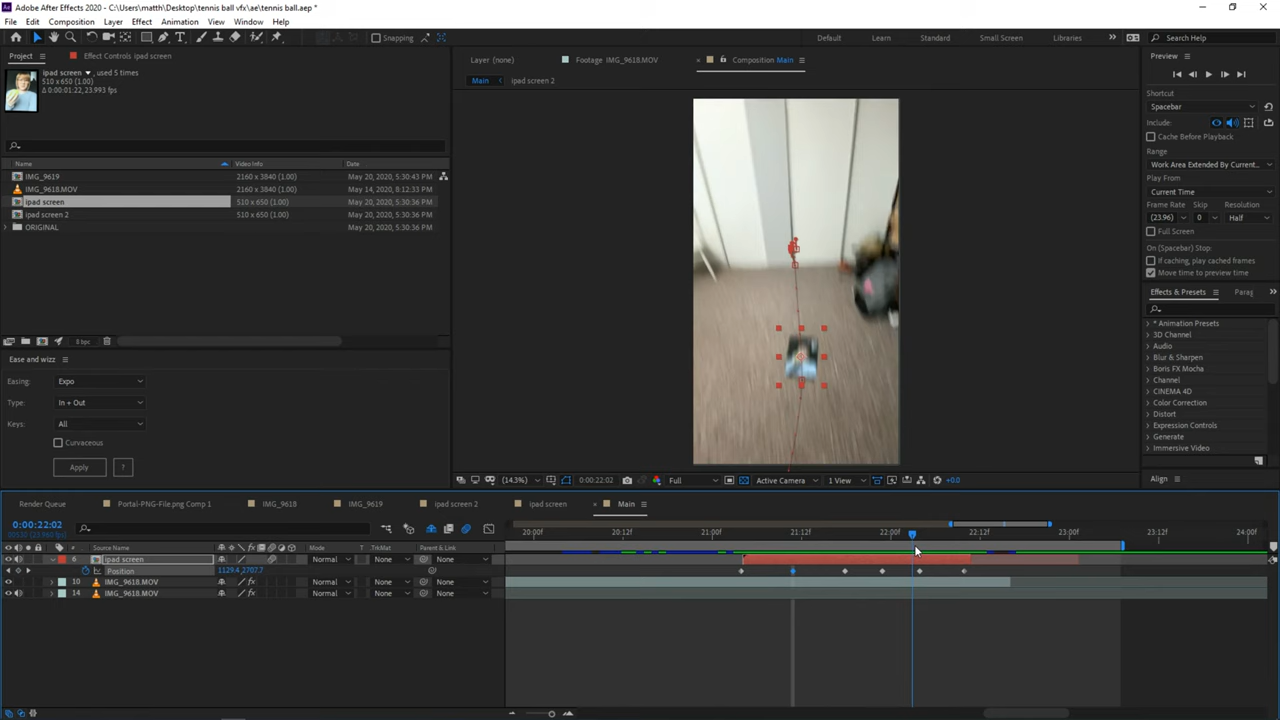 Adobe After Effects 2020 - C:\Users\matth\Desktop\tennis ball vfx\ae\tennis ball.aep *
File Edit Composition Layer Effect Animation View Window Help
Snapping
Default Learn Standard Small Screen Libraries Search Help
Project Effect Controls ipad screen
ipad screen , used 5 times
510 x 650 (1.00)
Δ 0:00:01:22, 23.993 fps
Name Video Info Date
IMG_9619 2160 x 3840 (1.00) May 20, 2020, 5:30:43 PM
IMG_9618.MOV 2160 x 3840 (1.00) May 14, 2020, 8:12:33 PM
ipad screen 510 x 650 (1.00) May 20, 2020, 5:30:36 PM
ipad screen 2 510 x 650 (1.00) May 20, 2020, 5:30:36 PM
ORIGINAL
8 bpc
Ease and wizz
Easing: Expo
Type: In + Out
Keys: All
Curvaceous
Apply ?
Layer (none) Footage IMG_9618.MOV Composition Main
Main ipad screen 2
(14.3%) 0:00:22:02 Full Active Camera 1 View +0.0
Preview
Shortcut
Spacebar
Include:
Cache Before Playback
Range
Work Area Extended By Current...
Play From
Current Time
Frame Rate Skip Resolution
(23.96) 0 Half
Full Screen
On (Spacebar) Stop:
If caching, play cached frames
Move time to preview time
Effects & Presets Parag
* Animation Presets
3D Channel
Audio
Blur & Sharpen
Boris FX Mocha
Channel
CINEMA 4D
Color Correction
Distort
Expression Controls
Generate
Immersive Video
Align
Render Queue Portal-PNG-File.png Comp 1 IMG_9618 IMG_9619 ipad screen 2 ipad screen Main
0:00:22:02
00530 (23.960 fps)
20:00f 20:12f 21:00f 21:12f 22:00f 22:12f 23:00f 23:12f 24:00f
# Source Name Mode T TrkMat Parent & Link
6 ipad screen Normal None
Position 1129.4, 2707.7
10 IMG_9618.MOV Normal None None
14 IMG_9618.MOV Normal None None